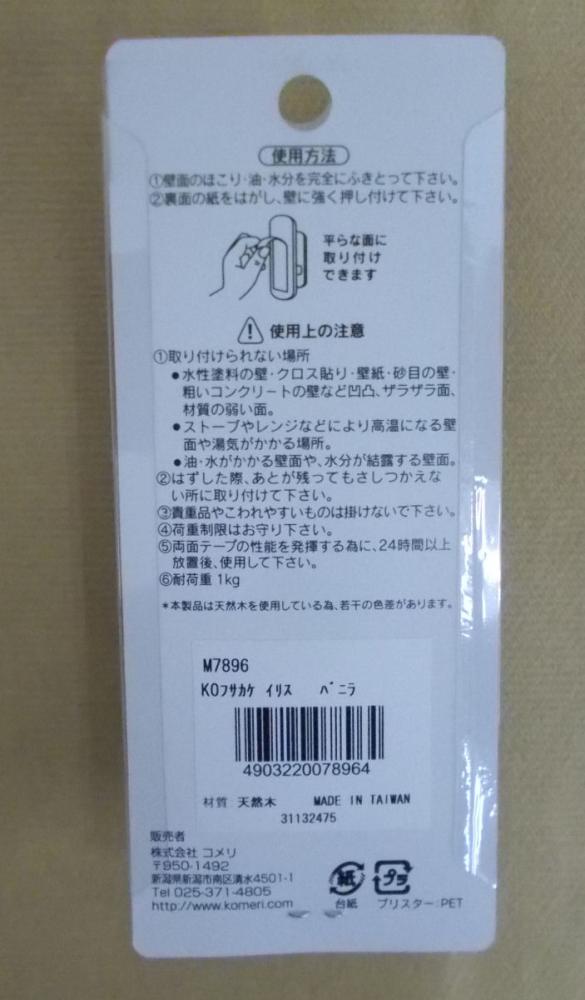 使用方法
①壁面のほこり・油・水分を完全にふきとって下さい。
②裏面の紙をはがし、壁に強く押し付けて下さい。
平らな面に
取り付け
できます
使用上の注意
①取り付けられない場所
●水性塗料の壁・クロス貼り・壁紙・砂目の壁・
粗いコンクリートの壁など凹凸、ザラザラ面、
材質の弱い面。
●ストーブやレンジなどにより高温になる壁
面や湯気がかかる場所。
●油・水がかかる壁面や、水分が結露する壁面。
②はずした際、あとが残ってもさしつかえな
い所に取り付けて下さい。
③貴重品やこわれやすいものは掛けないで下さい。
④荷重制限はお守り下さい。
⑤両面テープの性能を発揮する為に、24時間以上
放置後、使用して下さい。
⑥耐荷重 1kg
*本製品は天然木を使用している為、若干の色差があります。
M7896
KOフサカケ イリス バニラ
4903220078964
材質 天然木 MADE IN TAIWAN
31132475
販売者
株式会社 コメリ
〒950-1492
新潟県新潟市南区清水4501-1
Tel 025-371-4805
http://www.komeri.com
紙 プラ
台紙 ブリスター:PET